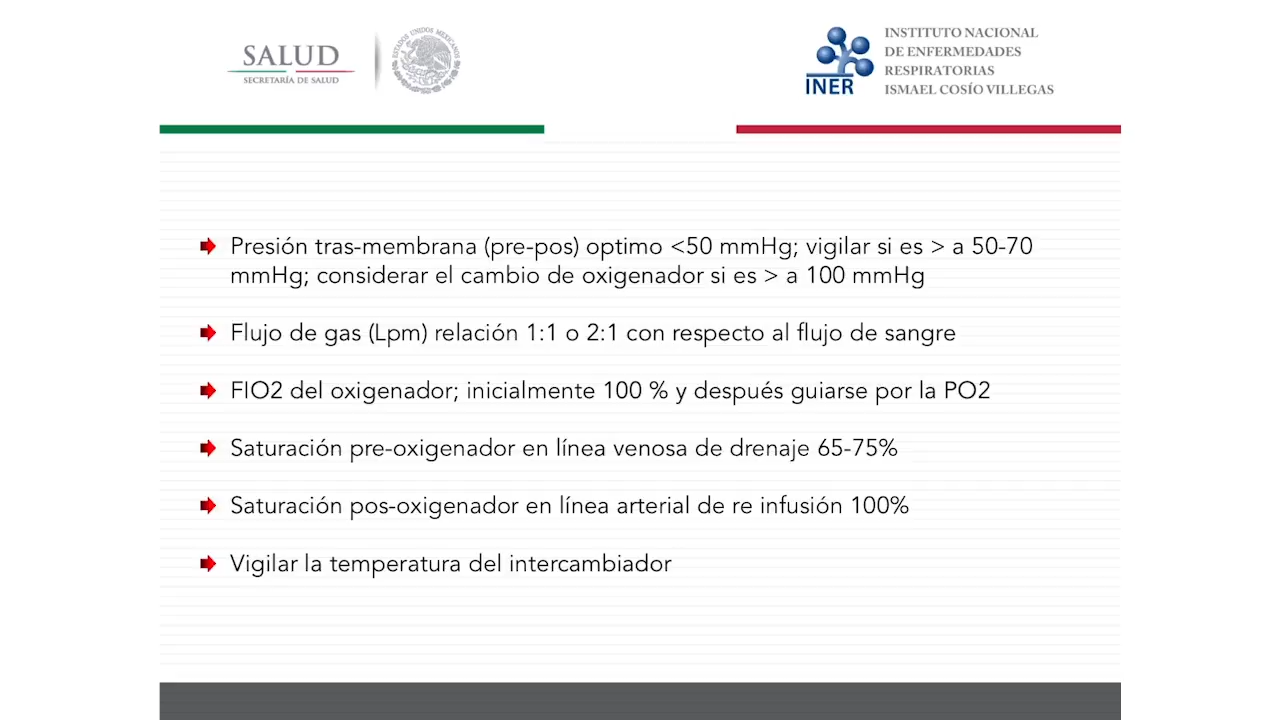 SALUD
SECRETARÍA DE SALUD
ESTADOS UNIDOS MEXICANOS
INER
INSTITUTO NACIONAL
DE ENFERMEDADES
RESPIRATORIAS
ISMAEL COSÍO VILLEGAS
Presión tras-membrana (pre-pos) optimo <50 mmHg; vigilar si es > a 50-70
mmHg; considerar el cambio de oxigenador si es > a 100 mmHg
Flujo de gas (Lpm) relación 1:1 o 2:1 con respecto al flujo de sangre
FIO2 del oxigenador; inicialmente 100 % y después guiarse por la PO2
Saturación pre-oxigenador en línea venosa de drenaje 65-75%
Saturación pos-oxigenador en línea arterial de re infusión 100%
Vigilar la temperatura del intercambiador